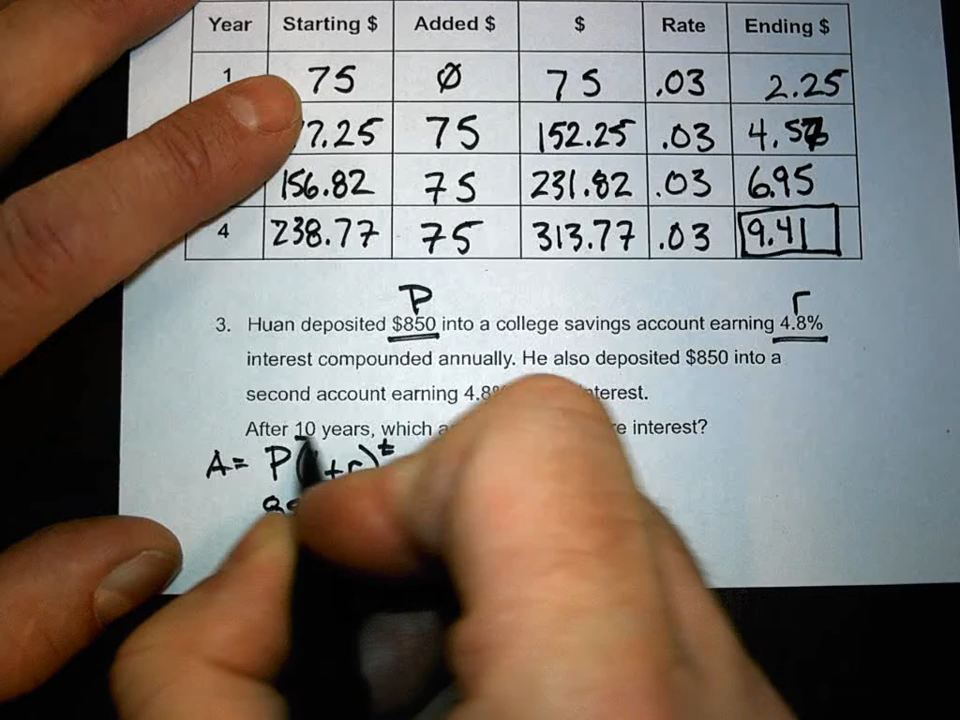 Year Starting $ Added $ $ Rate Ending $
1 75 0 75 .03 2.25
7.25 75 152.25 .03 4.57
156.82 75 231.82 .03 6.95
4 238.77 75 313.77 .03 9.41
P r
3. Huan deposited $850 into a college savings account earning 4.8%
interest compounded annually. He also deposited $850 into a
second account earning 4.8%
After 10 years, which interest?
A= P( +r)t